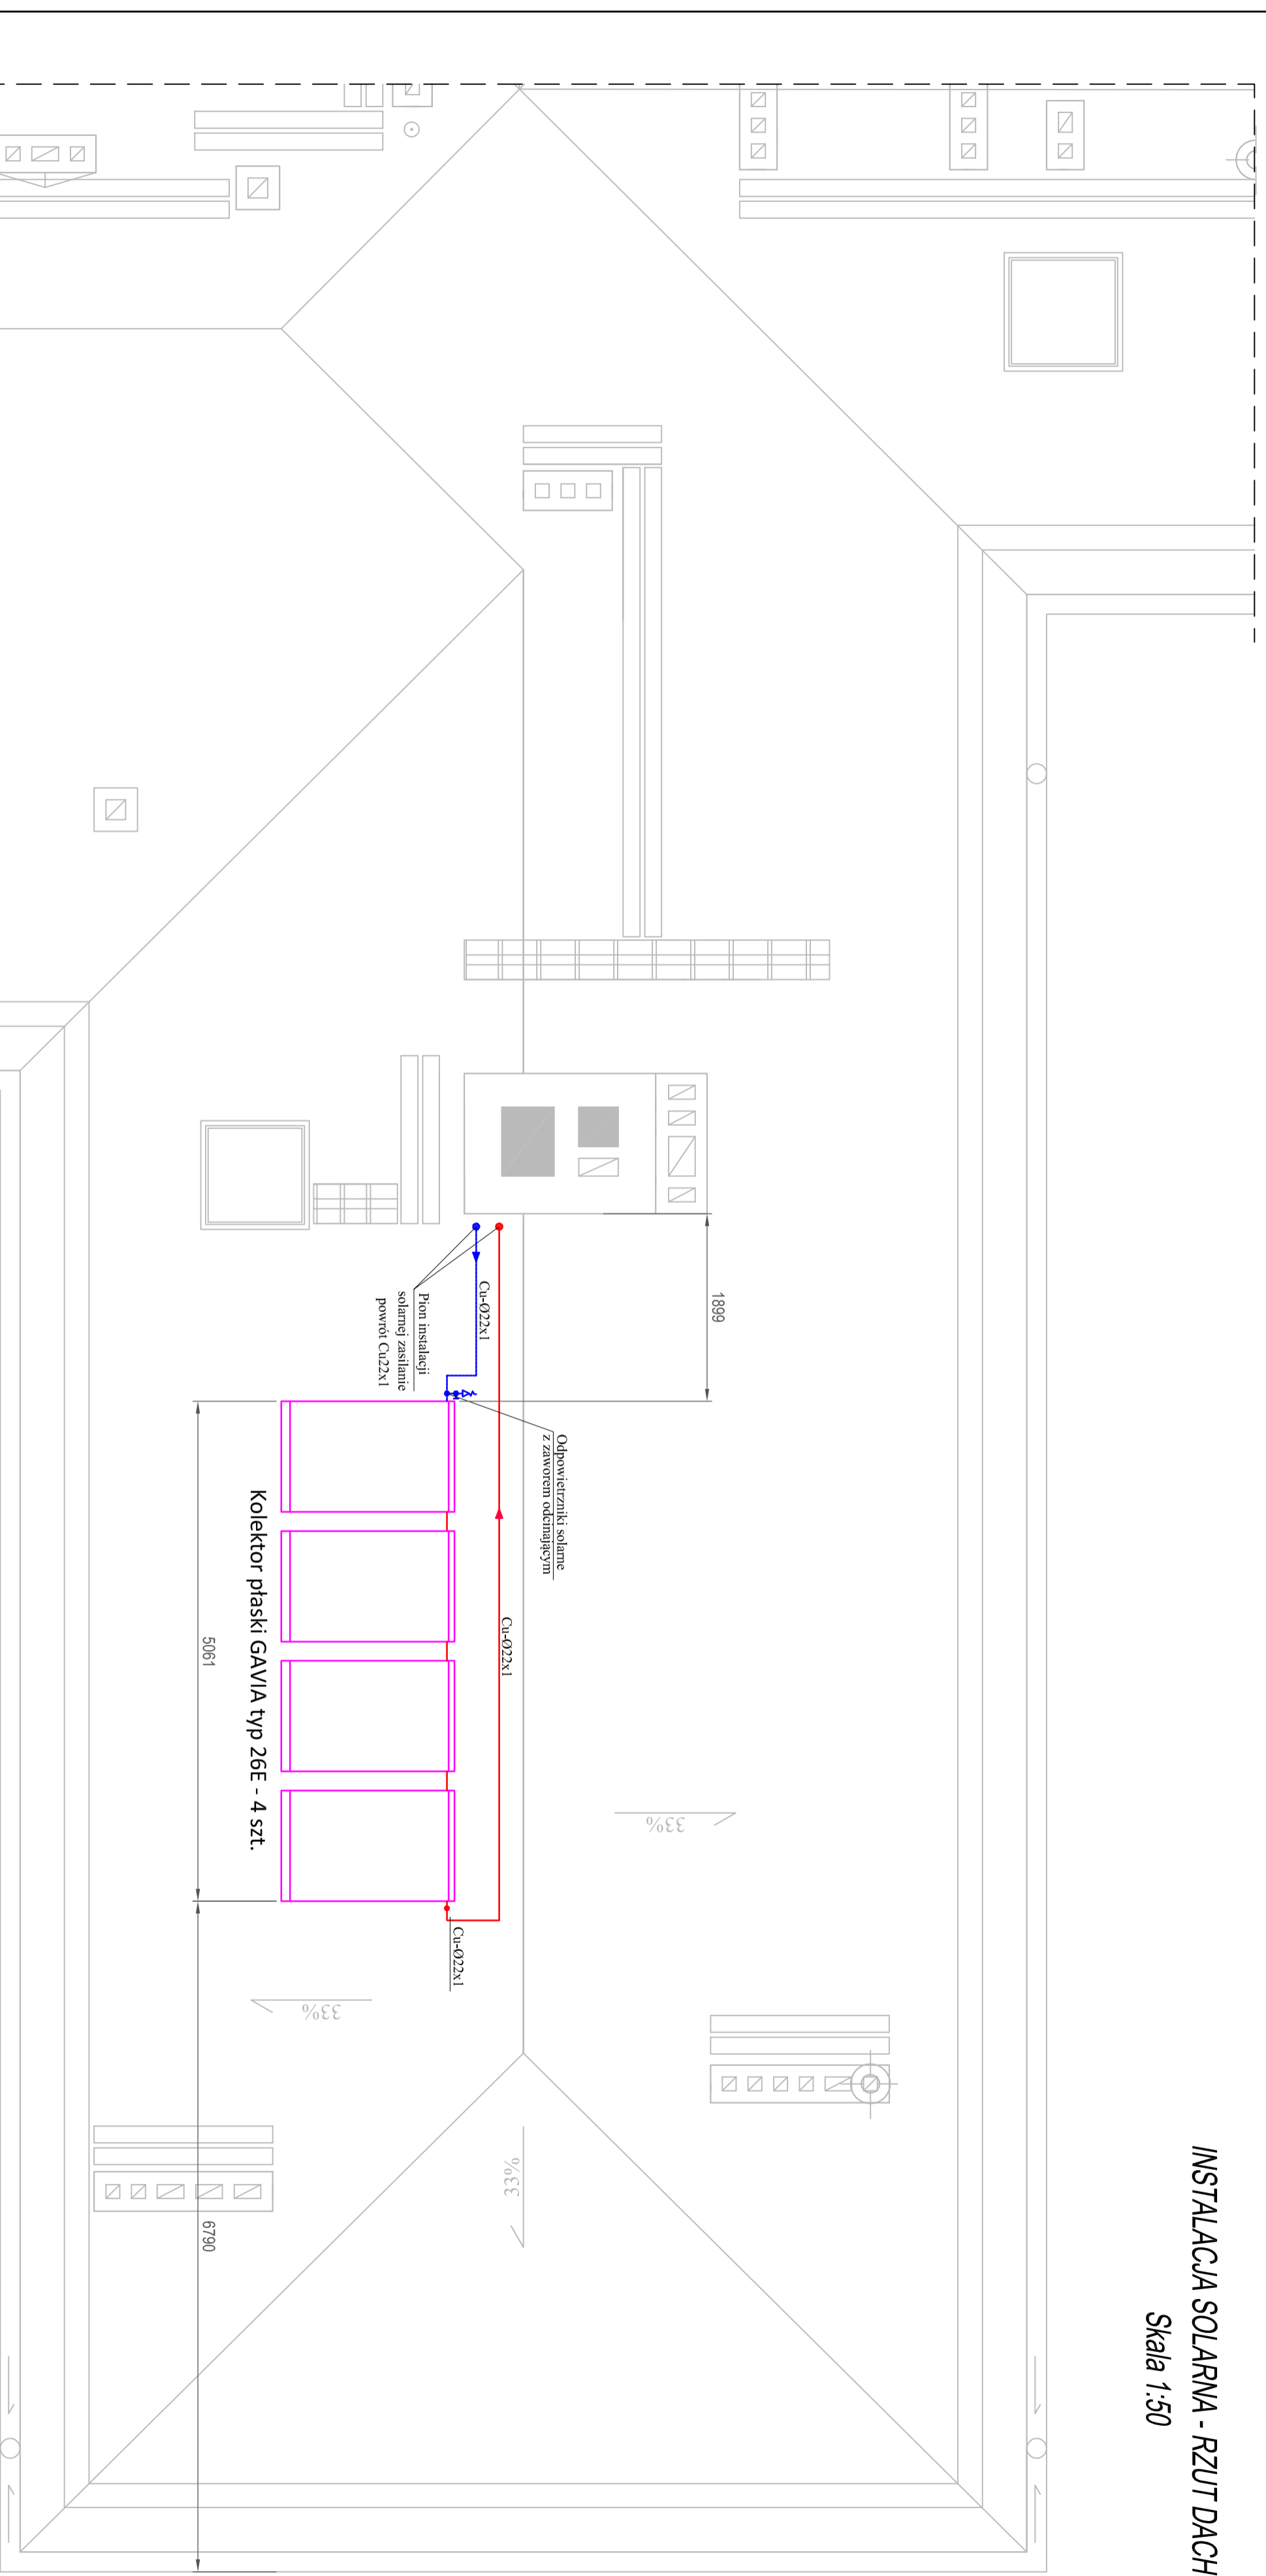 INSTALACJA SOLARNA - RZUT DACH
Skala 1:50
1899
Cu-Ø22x1
Pion instalacji
solarnej zasilanie
powrót Cu22x1
Odpowietrzniki solarne
z zaworem odcinającym
Cu-Ø22x1
Kolektor płaski GAVIA typ 26E - 4 szt.
5061
Cu-Ø22x1
33%
33%
33%
6790